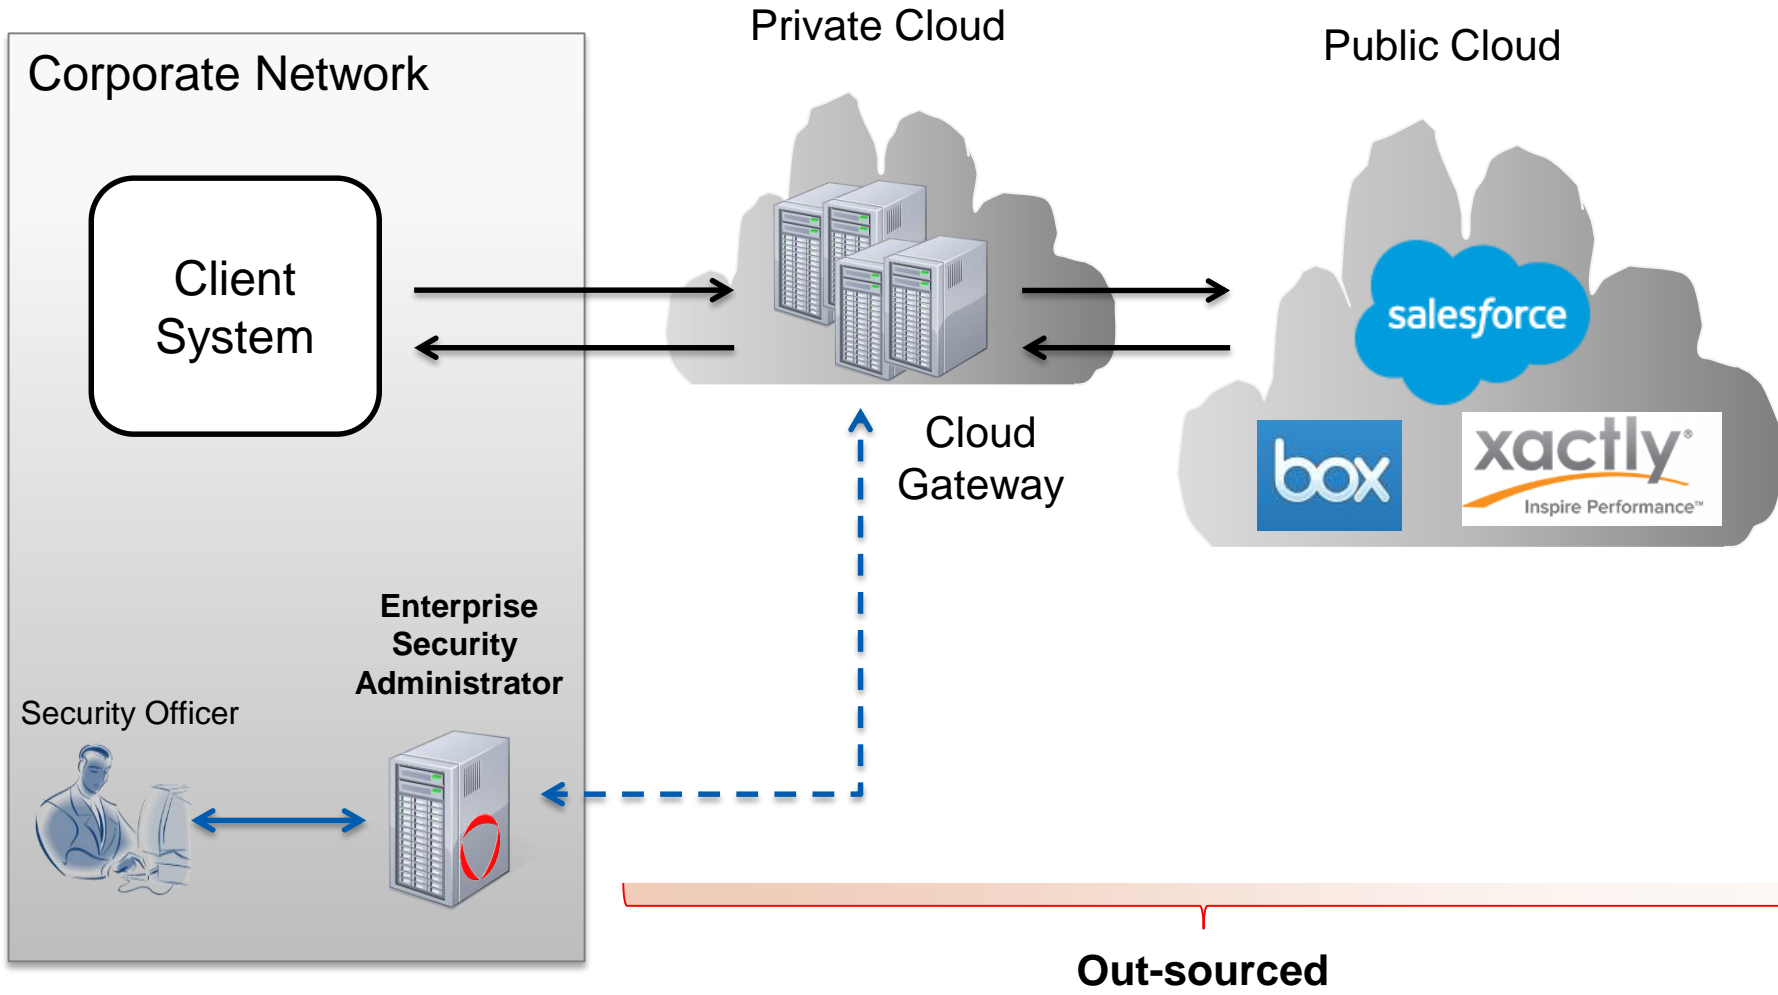 Private Cloud
Public Cloud
Corporate Network
Client
System
salesforce
Cloud
Gateway
box
xactly®
Inspire Performance™
Enterprise
Security
Administrator
Security Officer
Out-sourced